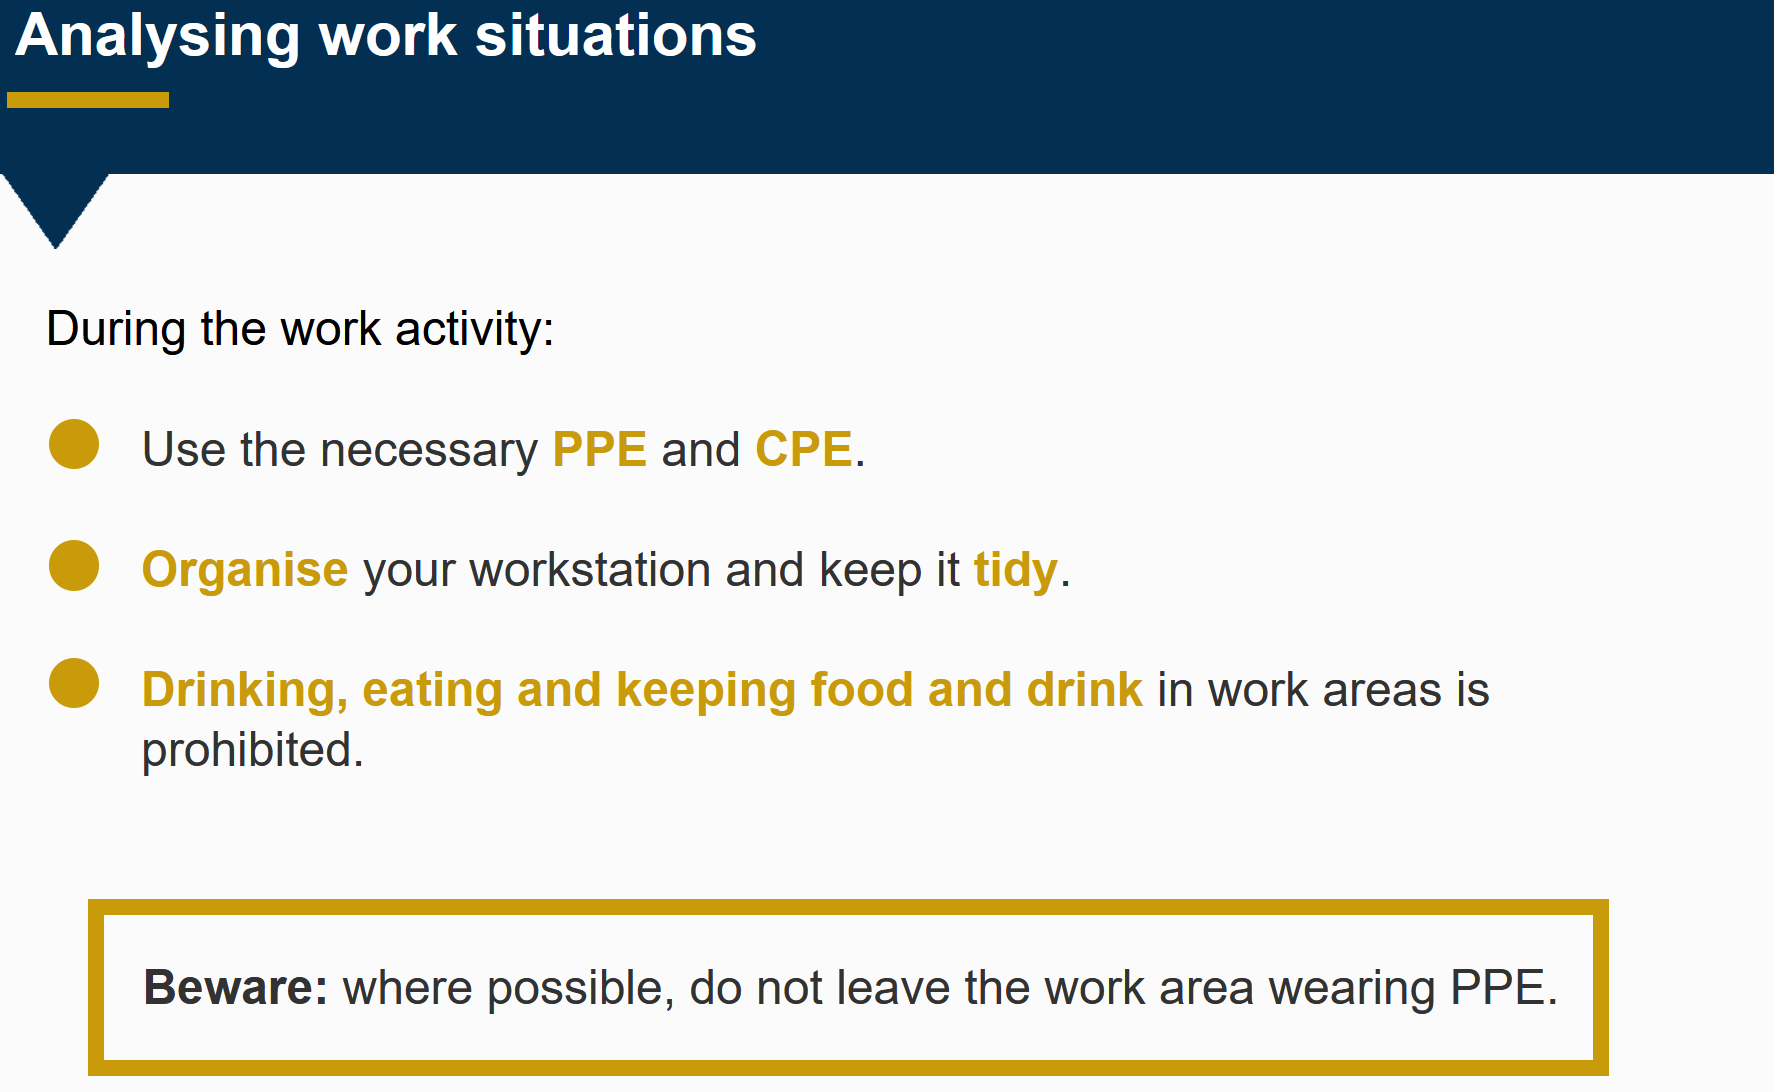 Analysing work situations
During the work activity:
Use the necessary PPE and CPE.
Organise your workstation and keep it tidy.
Drinking, eating and keeping food and drink in work areas is
prohibited.
Beware: where possible, do not leave the work area wearing PPE.